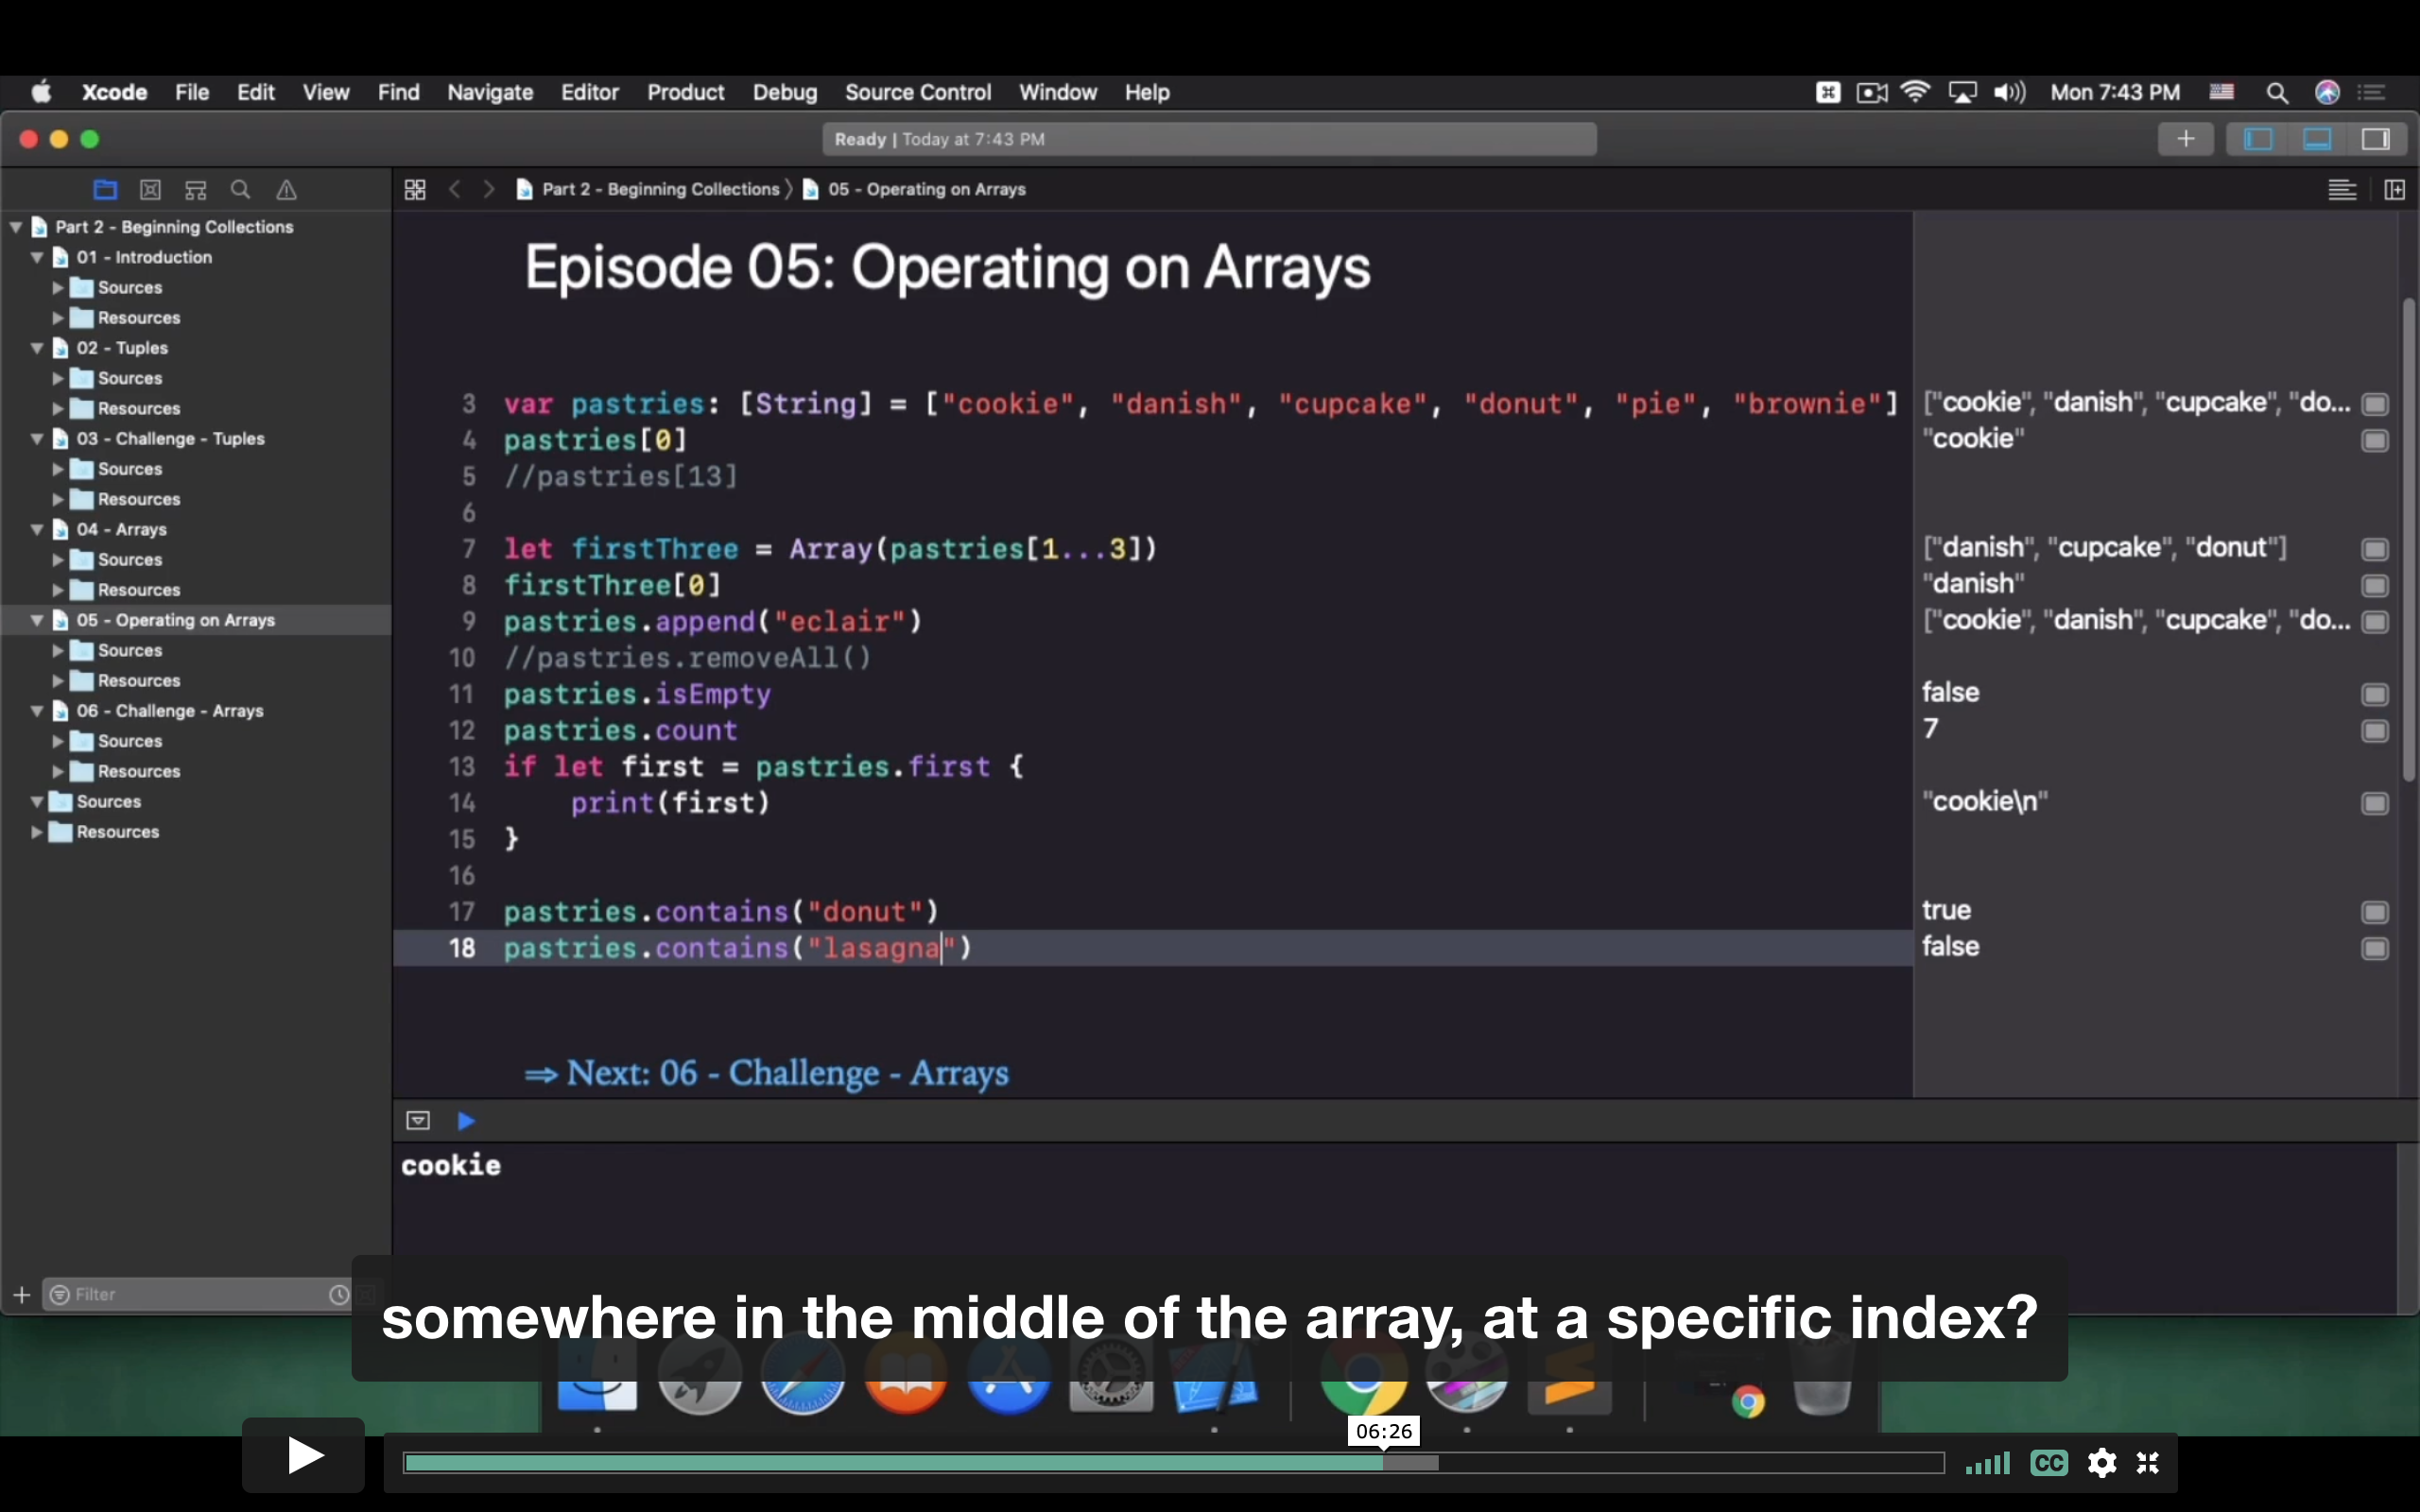 Xcode File Edit View Find Navigate Editor Product Debug Source Control Window Help Mon 7:43 PM
Ready | Today at 7:43 PM
Part 2 - Beginning Collections 05 - Operating on Arrays
Part 2 - Beginning Collections
01 - Introduction
Sources
Resources
02 - Tuples
Sources
Resources
03 - Challenge - Tuples
Sources
Resources
04 - Arrays
Sources
Resources
05 - Operating on Arrays
Sources
Resources
06 - Challenge - Arrays
Sources
Resources
Sources
Resources
Filter
Episode 05: Operating on Arrays
3 var pastries: [String] = ["cookie", "danish", "cupcake", "donut", "pie", "brownie"] ["cookie", "danish", "cupcake", "do...
4 pastries[0] "cookie"
5 //pastries[13]
6
7 let firstThree = Array(pastries[1...3]) ["danish", "cupcake", "donut"]
8 firstThree[0] "danish"
9 pastries.append("eclair") ["cookie", "danish", "cupcake", "do...
10 //pastries.removeAll()
11 pastries.isEmpty false
12 pastries.count 7
13 if let first = pastries.first {
14 print(first) "cookie\n"
15 }
16
17 pastries.contains("donut") true
18 pastries.contains("lasagna") false
⇒ Next: 06 - Challenge - Arrays
cookie
somewhere in the middle of the array, at a specific index?
06:26
CC